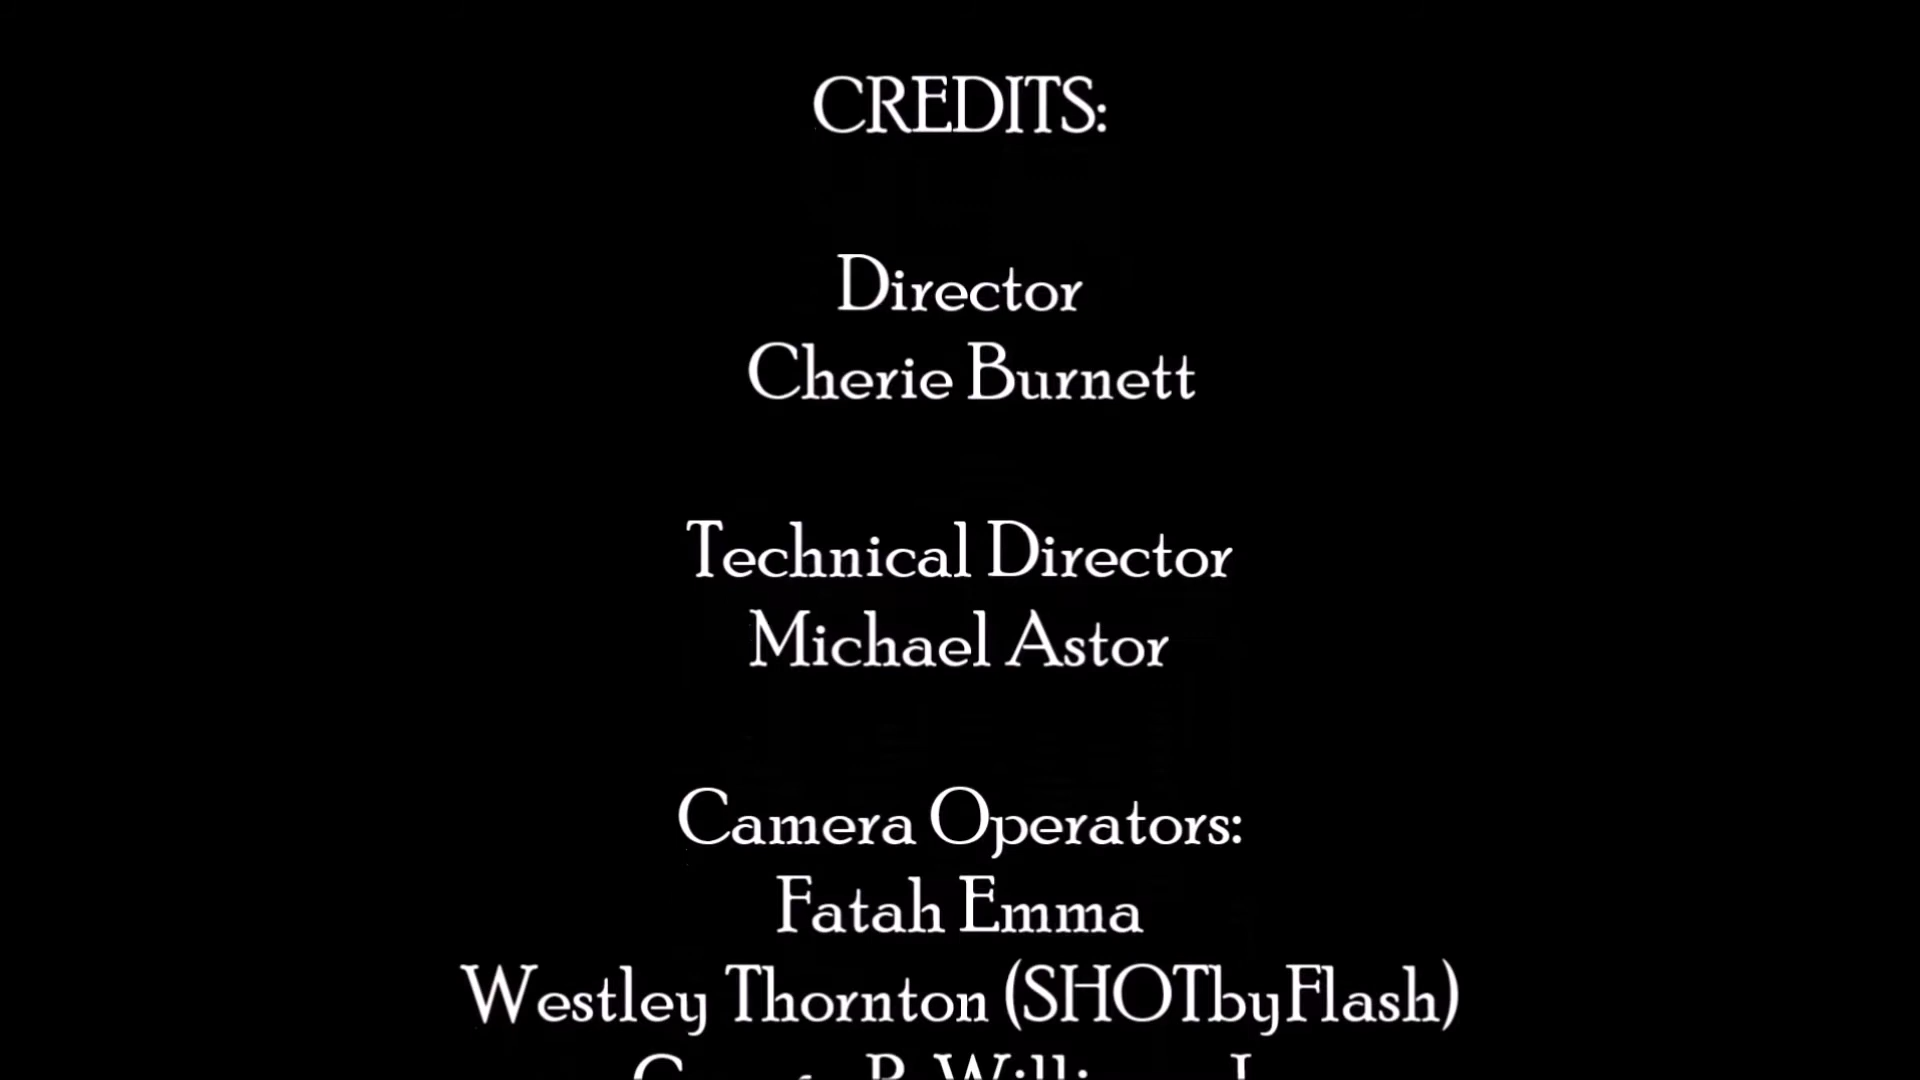 CREDITS:
Director
Cherie Burnett
Technical Director
Michael Astor
Camera Operators:
Fatah Emma
Westley Thornton (SHOTbyFlash)